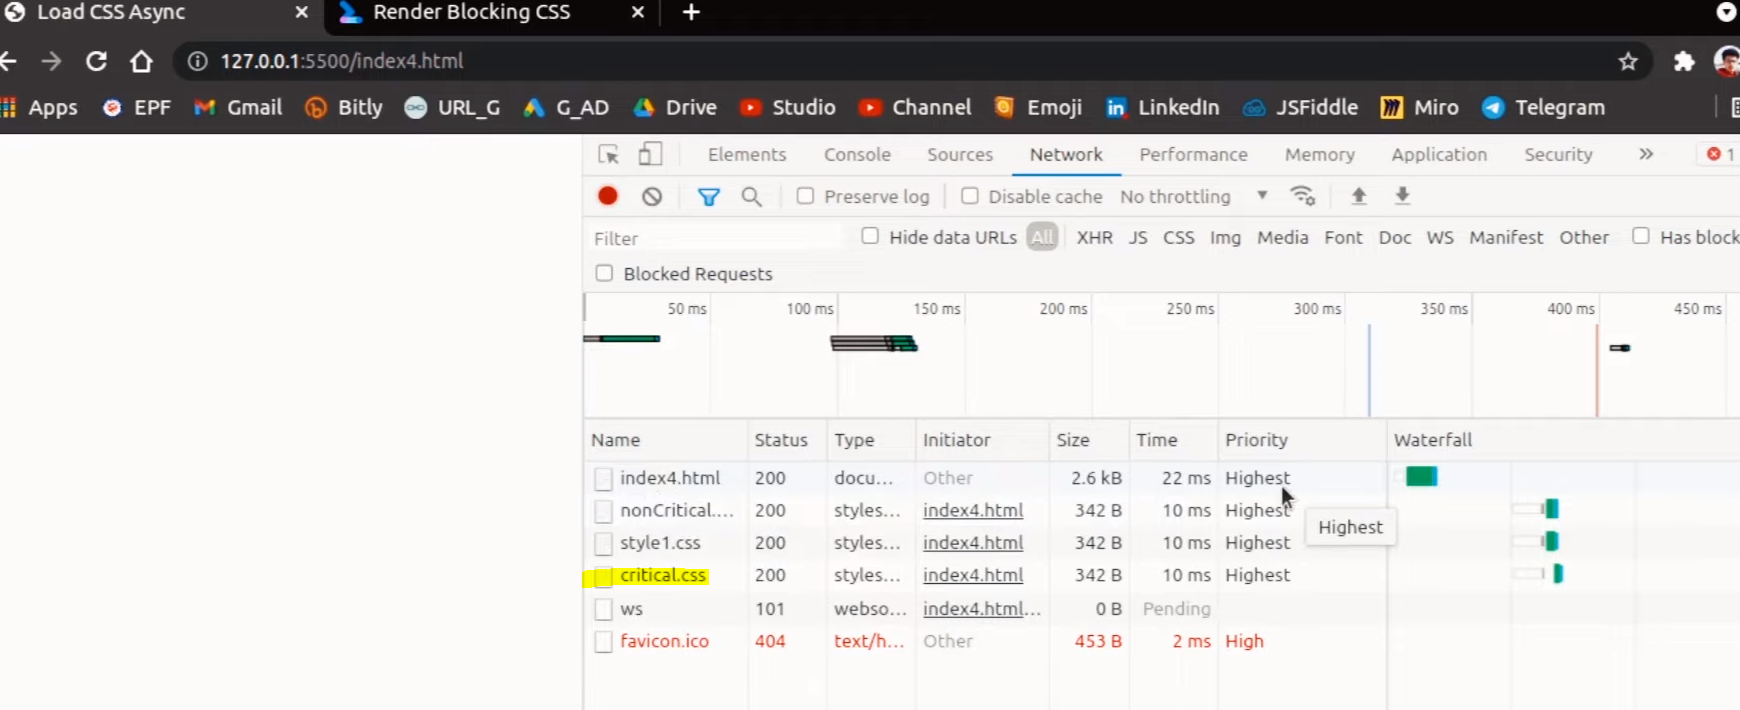 Load CSS Async × Render Blocking CSS × +
127.0.0.1:5500/index4.html
Apps EPF Gmail Bitly URL_G G_AD Drive Studio Channel Emoji LinkedIn JSFiddle Miro Telegram
Elements Console Sources Network Performance Memory Application Security » 1
Preserve log Disable cache No throttling
Filter Hide data URLs All XHR JS CSS Img Media Font Doc WS Manifest Other Has block
Blocked Requests
50 ms 100 ms 150 ms 200 ms 250 ms 300 ms 350 ms 400 ms 450 ms
Name Status Type Initiator Size Time Priority Waterfall
index4.html 200 docu... Other 2.6 kB 22 ms Highest
nonCritical.... 200 styles... index4.html 342 B 10 ms Highest
Highest
style1.css 200 styles... index4.html 342 B 10 ms Highest
critical.css 200 styles... index4.html 342 B 10 ms Highest
ws 101 webso... index4.html... 0 B Pending
favicon.ico 404 text/h... Other 453 B 2 ms High